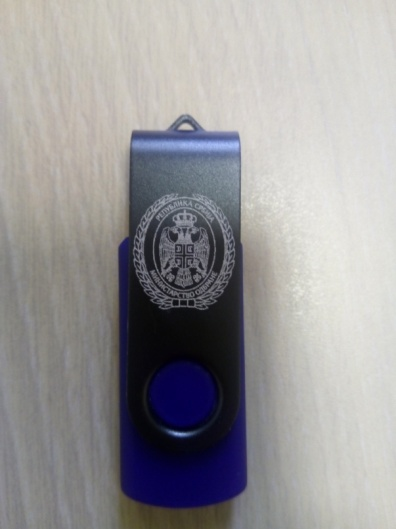 РЕПУБЛИКА СРБИЈА
МИНИСТАРСТВО ОДБРАНЕ